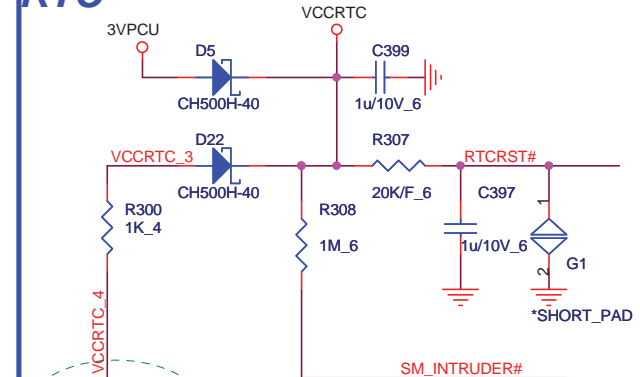 RTC
VCCRTC
3VPCU
D5
C399
CH500H-40
1u/10V_6
D22
R307
VCCRTC_3
RTCRST#
CH500H-40
20K/F_6
C397
R300
1K_4
R308
1M_6
1
1u/10V_6
G1
2
*SHORT_PAD
VCCRTC_4
SM_INTRUDER#